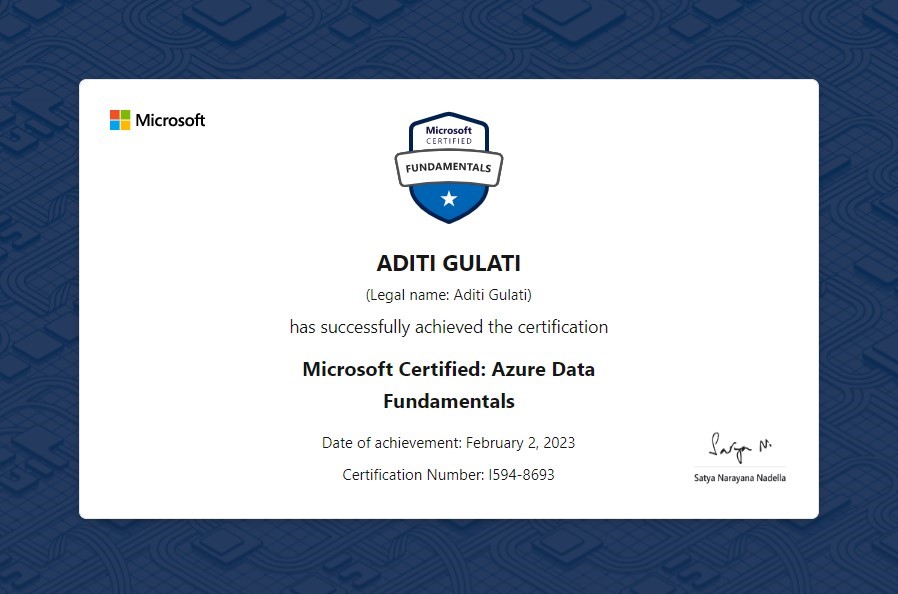 Microsoft
Microsoft
CERTIFIED
FUNDAMENTALS
ADITI GULATI
(Legal name: Aditi Gulati)
has successfully achieved the certification
Microsoft Certified: Azure Data
Fundamentals
Date of achievement: February 2, 2023
Certification Number: I594-8693
Satya N.
Satya Narayana Nadella